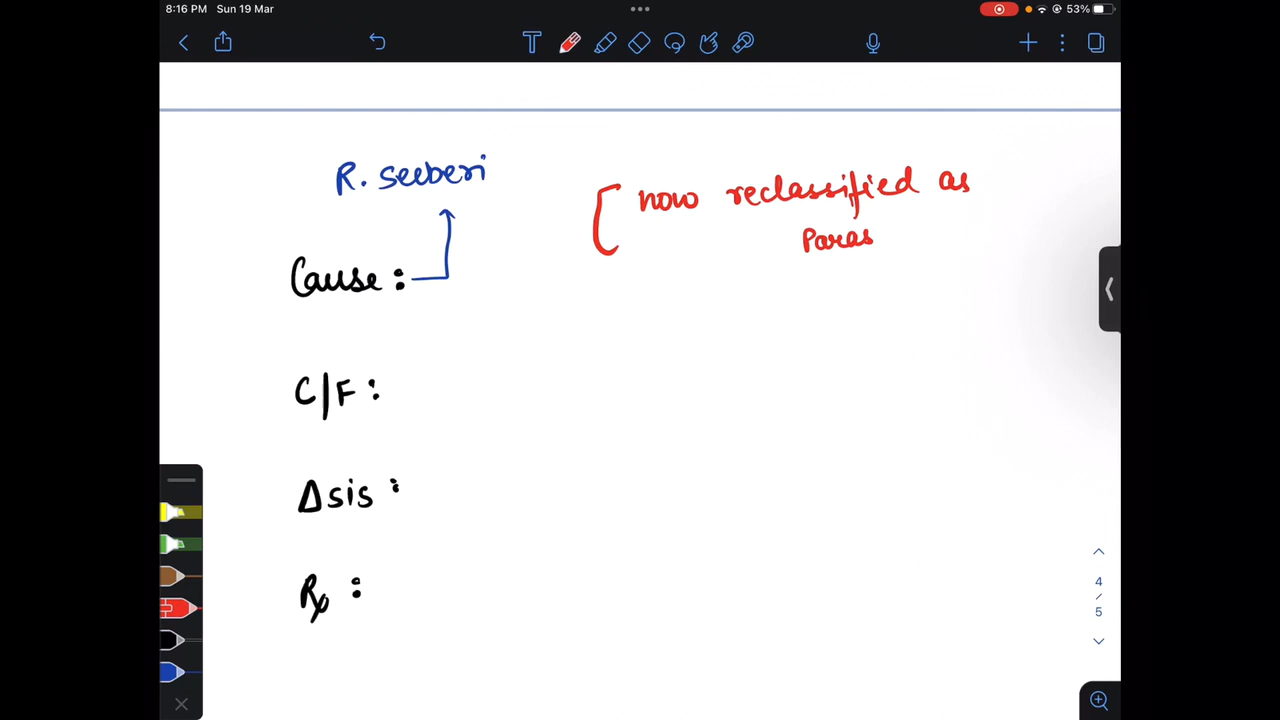 8:16 PM Sun 19 Mar
53%
T
R. seeberi
now reclassified as
Paras
Cause :
C/F :
Δsis :
Rx :
4
/
5